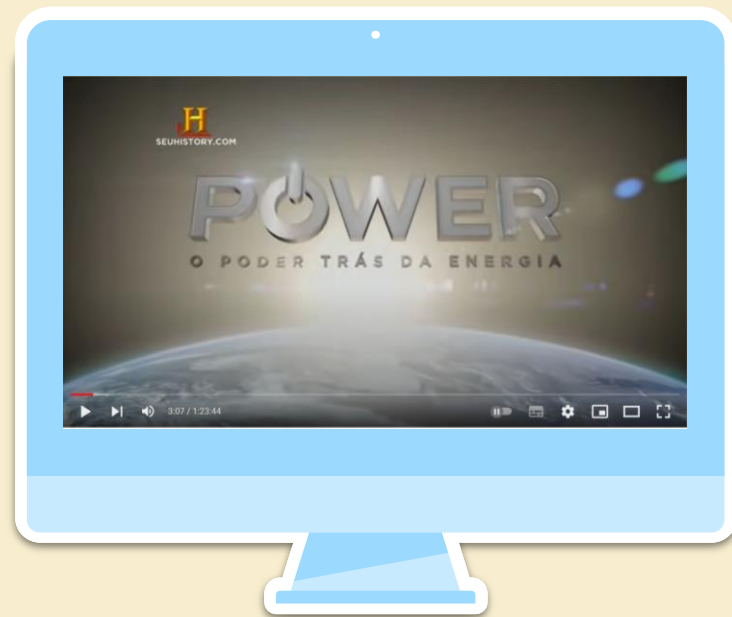 H
SEUHISTORY.COM
POWER
O PODER TRÁS DA ENERGIA
3:07 / 1:23:44